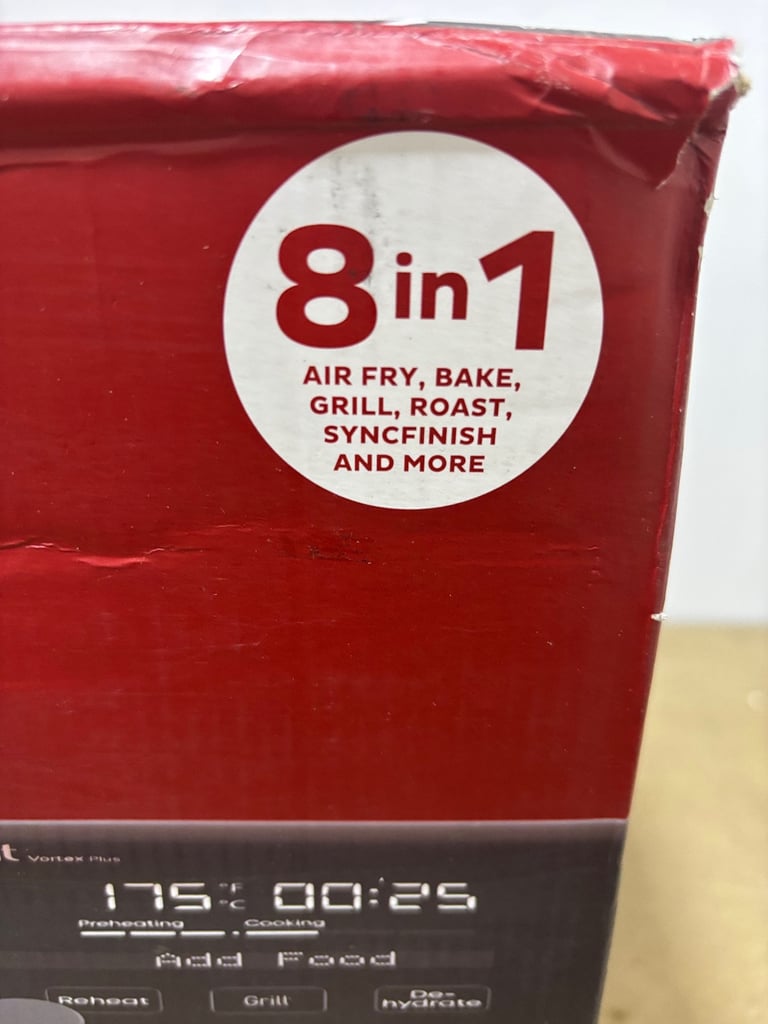 8 in 1
AIR FRY, BAKE,
GRILL, ROAST,
SYNCFINISH
AND MORE
t Vortex Plus
175 °F °C 00:25
Preheating Cooking
Add Food
Reheat Grill De-hydrate